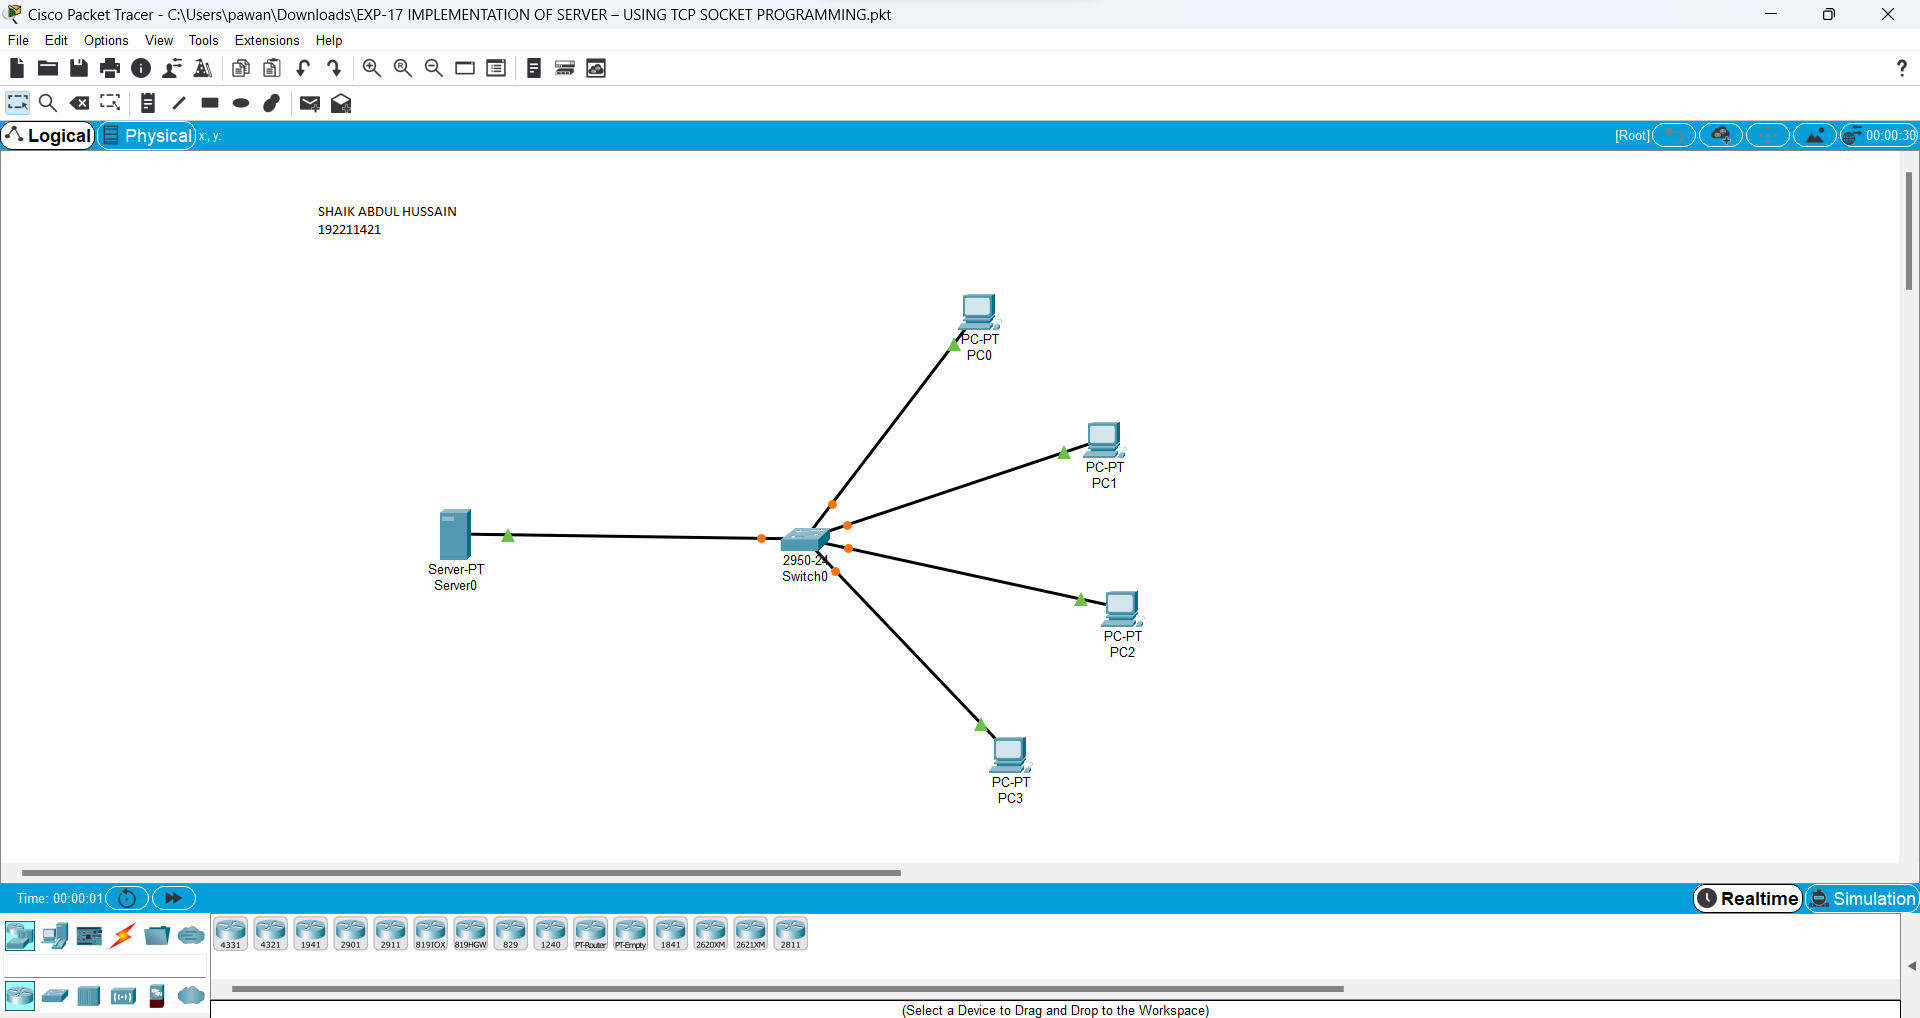 Cisco Packet Tracer - C:\Users\pawan\Downloads\EXP-17 IMPLEMENTATION OF SERVER – USING TCP SOCKET PROGRAMMING.pkt
File Edit Options View Tools Extensions Help
?
Logical Physical x:, y: [Root] 00:00:30
SHAIK ABDUL HUSSAIN
192211421
PC-PT
PC0
PC-PT
PC1
Server-PT
Server0
2950-24
Switch0
PC-PT
PC2
PC-PT
PC3
Time: 00:00:01 Realtime Simulation
4331 4321 1941 2901 2911 819IOX 819HGW 829 1240 PT-Router PT-Empty 1841 2620XM 2621XM 2811
(Select a Device to Drag and Drop to the Workspace)